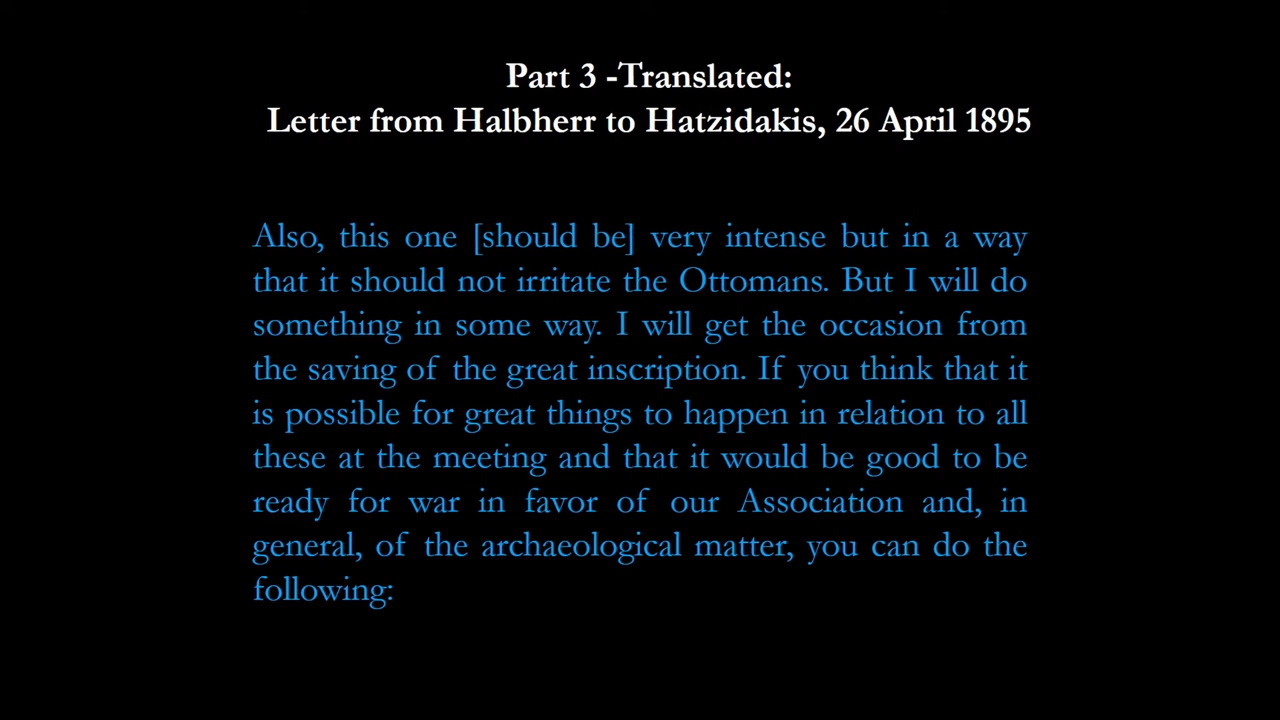 Part 3 -Translated:
Letter from Halbherr to Hatzidakis, 26 April 1895
Also, this one [should be] very intense but in a way
that it should not irritate the Ottomans. But I will do
something in some way. I will get the occasion from
the saving of the great inscription. If you think that it
is possible for great things to happen in relation to all
these at the meeting and that it would be good to be
ready for war in favor of our Association and, in
general, of the archaeological matter, you can do the
following: